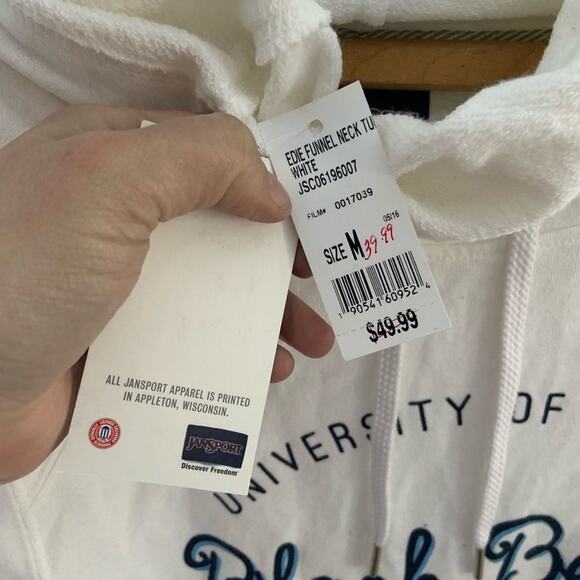 EDIE FUNNEL NECK TU
WHITE
JSC06196007
FILM# 0017039
05/16
SIZE M 39.99
1 90541 60952 4
$49.99
ALL JANSPORT APPAREL IS PRINTED
IN APPLETON, WISCONSIN.
JANSPORT
Discover Freedom
UNIVERSITY OF